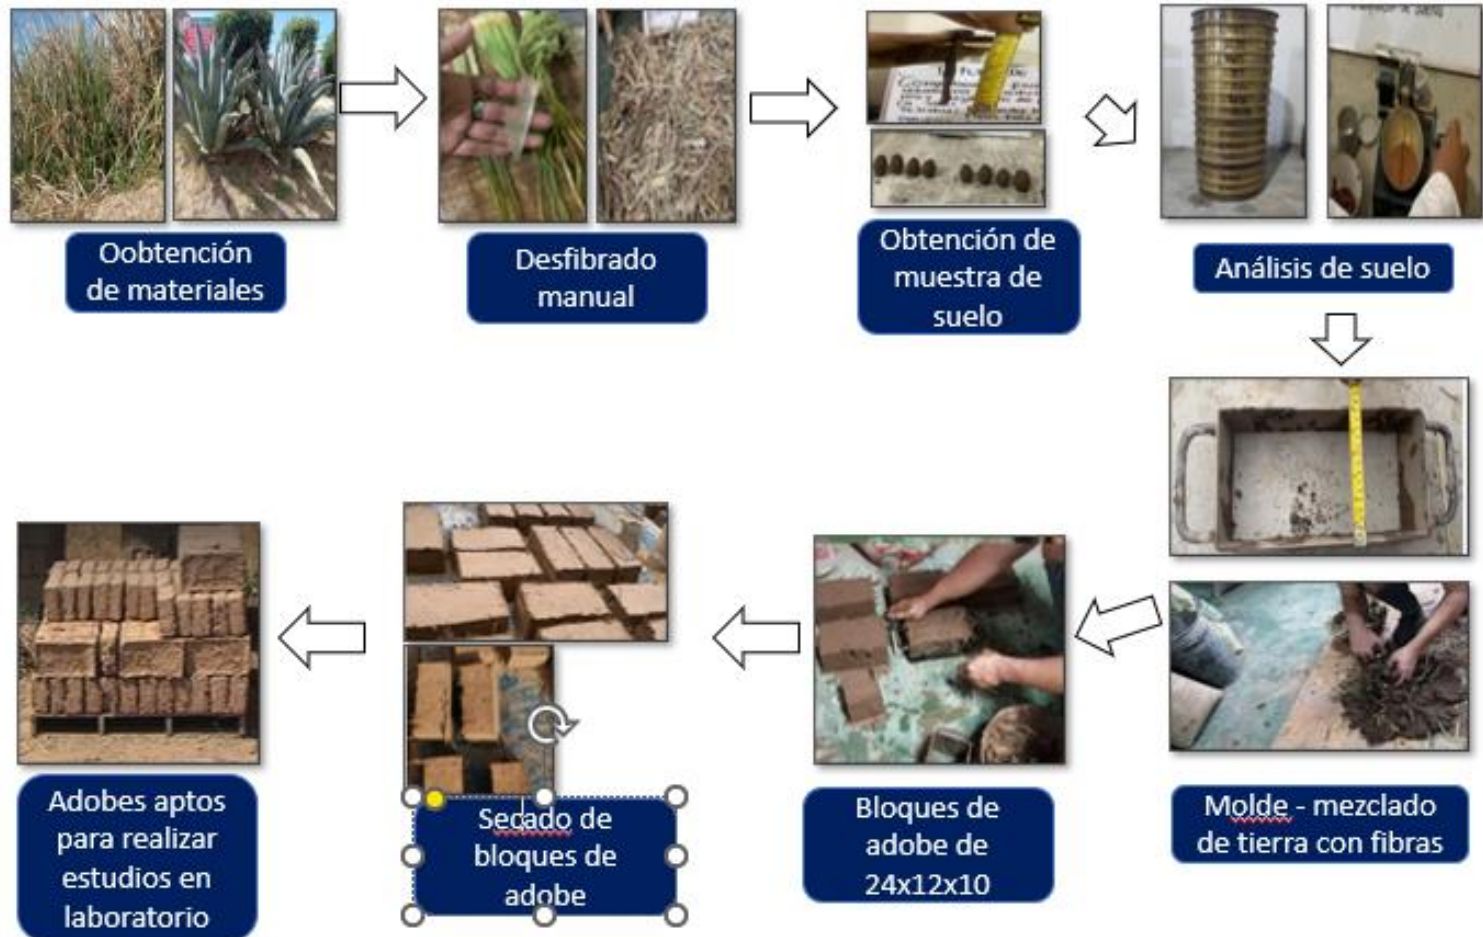 Oobtención
de materiales
Desfibrado
manual
Obtención de
muestra de
suelo
Análisis de suelo
Molde - mezclado
de tierra con fibras
Bloques de
adobe de
24x12x10
Secado de
bloques de
adobe
Adobes aptos
para realizar
estudios en
laboratorio